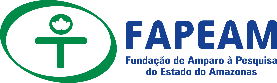 FAPEAM
Fundação de Amparo à Pesquisa
do Estado do Amazonas